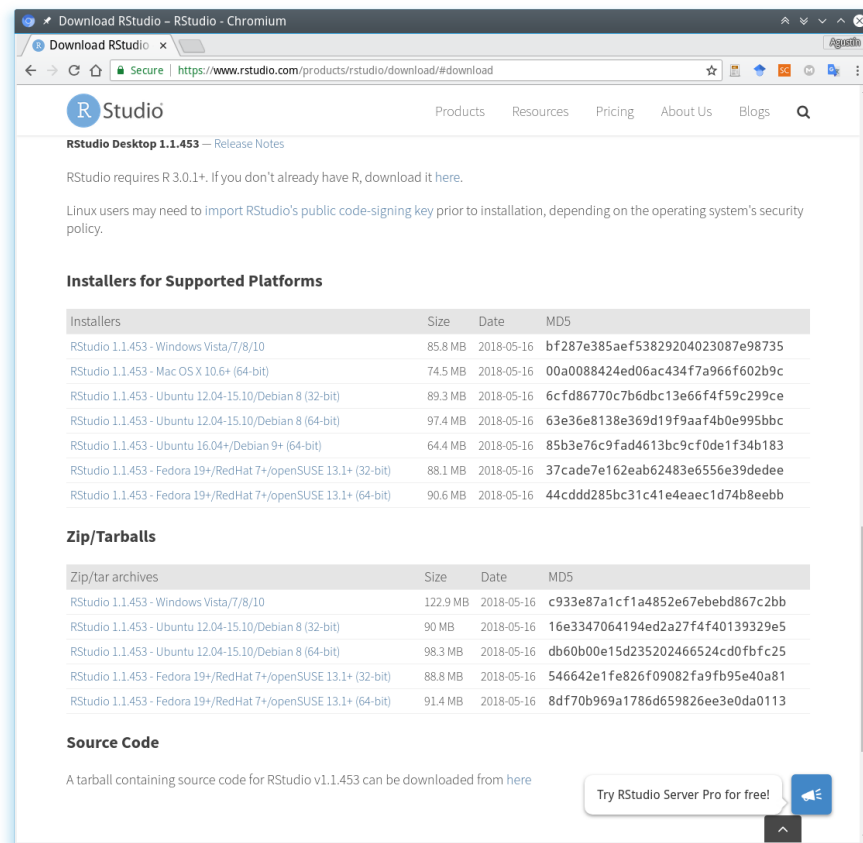 Download RStudio – RStudio - Chromium
Download RStudio
Agustin
Secure | https://www.rstudio.com/products/rstudio/download/#download
SC
R Studio
Products Resources Pricing About Us Blogs
RStudio Desktop 1.1.453 — Release Notes
RStudio requires R 3.0.1+. If you don't already have R, download it here.
Linux users may need to import RStudio's public code-signing key prior to installation, depending on the operating system's security
policy.
Installers for Supported Platforms
Installers Size Date MD5
RStudio 1.1.453 - Windows Vista/7/8/10 85.8 MB 2018-05-16 bf287e385aef53829204023087e98735
RStudio 1.1.453 - Mac OS X 10.6+ (64-bit) 74.5 MB 2018-05-16 00a0088424ed06ac434f7a966f602b9c
RStudio 1.1.453 - Ubuntu 12.04-15.10/Debian 8 (32-bit) 89.3 MB 2018-05-16 6cfd86770c7b6dbc13e66f4f59c299ce
RStudio 1.1.453 - Ubuntu 12.04-15.10/Debian 8 (64-bit) 97.4 MB 2018-05-16 63e36e8138e369d19f9aaf4b0e995bbc
RStudio 1.1.453 - Ubuntu 16.04+/Debian 9+ (64-bit) 64.4 MB 2018-05-16 85b3e76c9fad4613bc9cf0de1f34b183
RStudio 1.1.453 - Fedora 19+/RedHat 7+/openSUSE 13.1+ (32-bit) 88.1 MB 2018-05-16 37cade7e162eab62483e6556e39dedee
RStudio 1.1.453 - Fedora 19+/RedHat 7+/openSUSE 13.1+ (64-bit) 90.6 MB 2018-05-16 44cddd285bc31c41e4eaec1d74b8eebb
Zip/Tarballs
Zip/tar archives Size Date MD5
RStudio 1.1.453 - Windows Vista/7/8/10 122.9 MB 2018-05-16 c933e87a1cf1a4852e67ebebd867c2bb
RStudio 1.1.453 - Ubuntu 12.04-15.10/Debian 8 (32-bit) 90 MB 2018-05-16 16e3347064194ed2a27f4f40139329e5
RStudio 1.1.453 - Ubuntu 12.04-15.10/Debian 8 (64-bit) 98.3 MB 2018-05-16 db60b00e15d235202466524cd0fbfc25
RStudio 1.1.453 - Fedora 19+/RedHat 7+/openSUSE 13.1+ (32-bit) 88.8 MB 2018-05-16 546642e1fe826f09082fa9fb95e40a81
RStudio 1.1.453 - Fedora 19+/RedHat 7+/openSUSE 13.1+ (64-bit) 91.4 MB 2018-05-16 8df70b969a1786d659826ee3e0da0113
Source Code
A tarball containing source code for RStudio v1.1.453 can be downloaded from here
Try RStudio Server Pro for free!